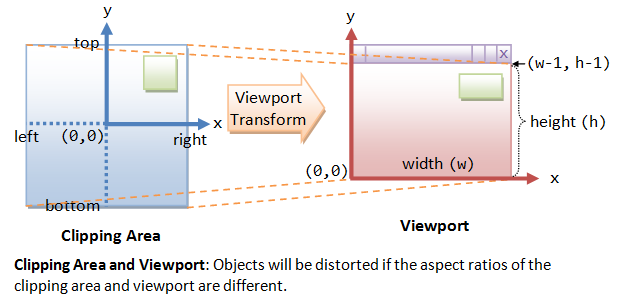 y
top
left (0,0)
right
x
bottom
Clipping Area
Viewport
Transform
y
x
(w-1, h-1)
height (h)
width (w)
(0,0)
x
Viewport
Clipping Area and Viewport: Objects will be distorted if the aspect ratios of the
clipping area and viewport are different.